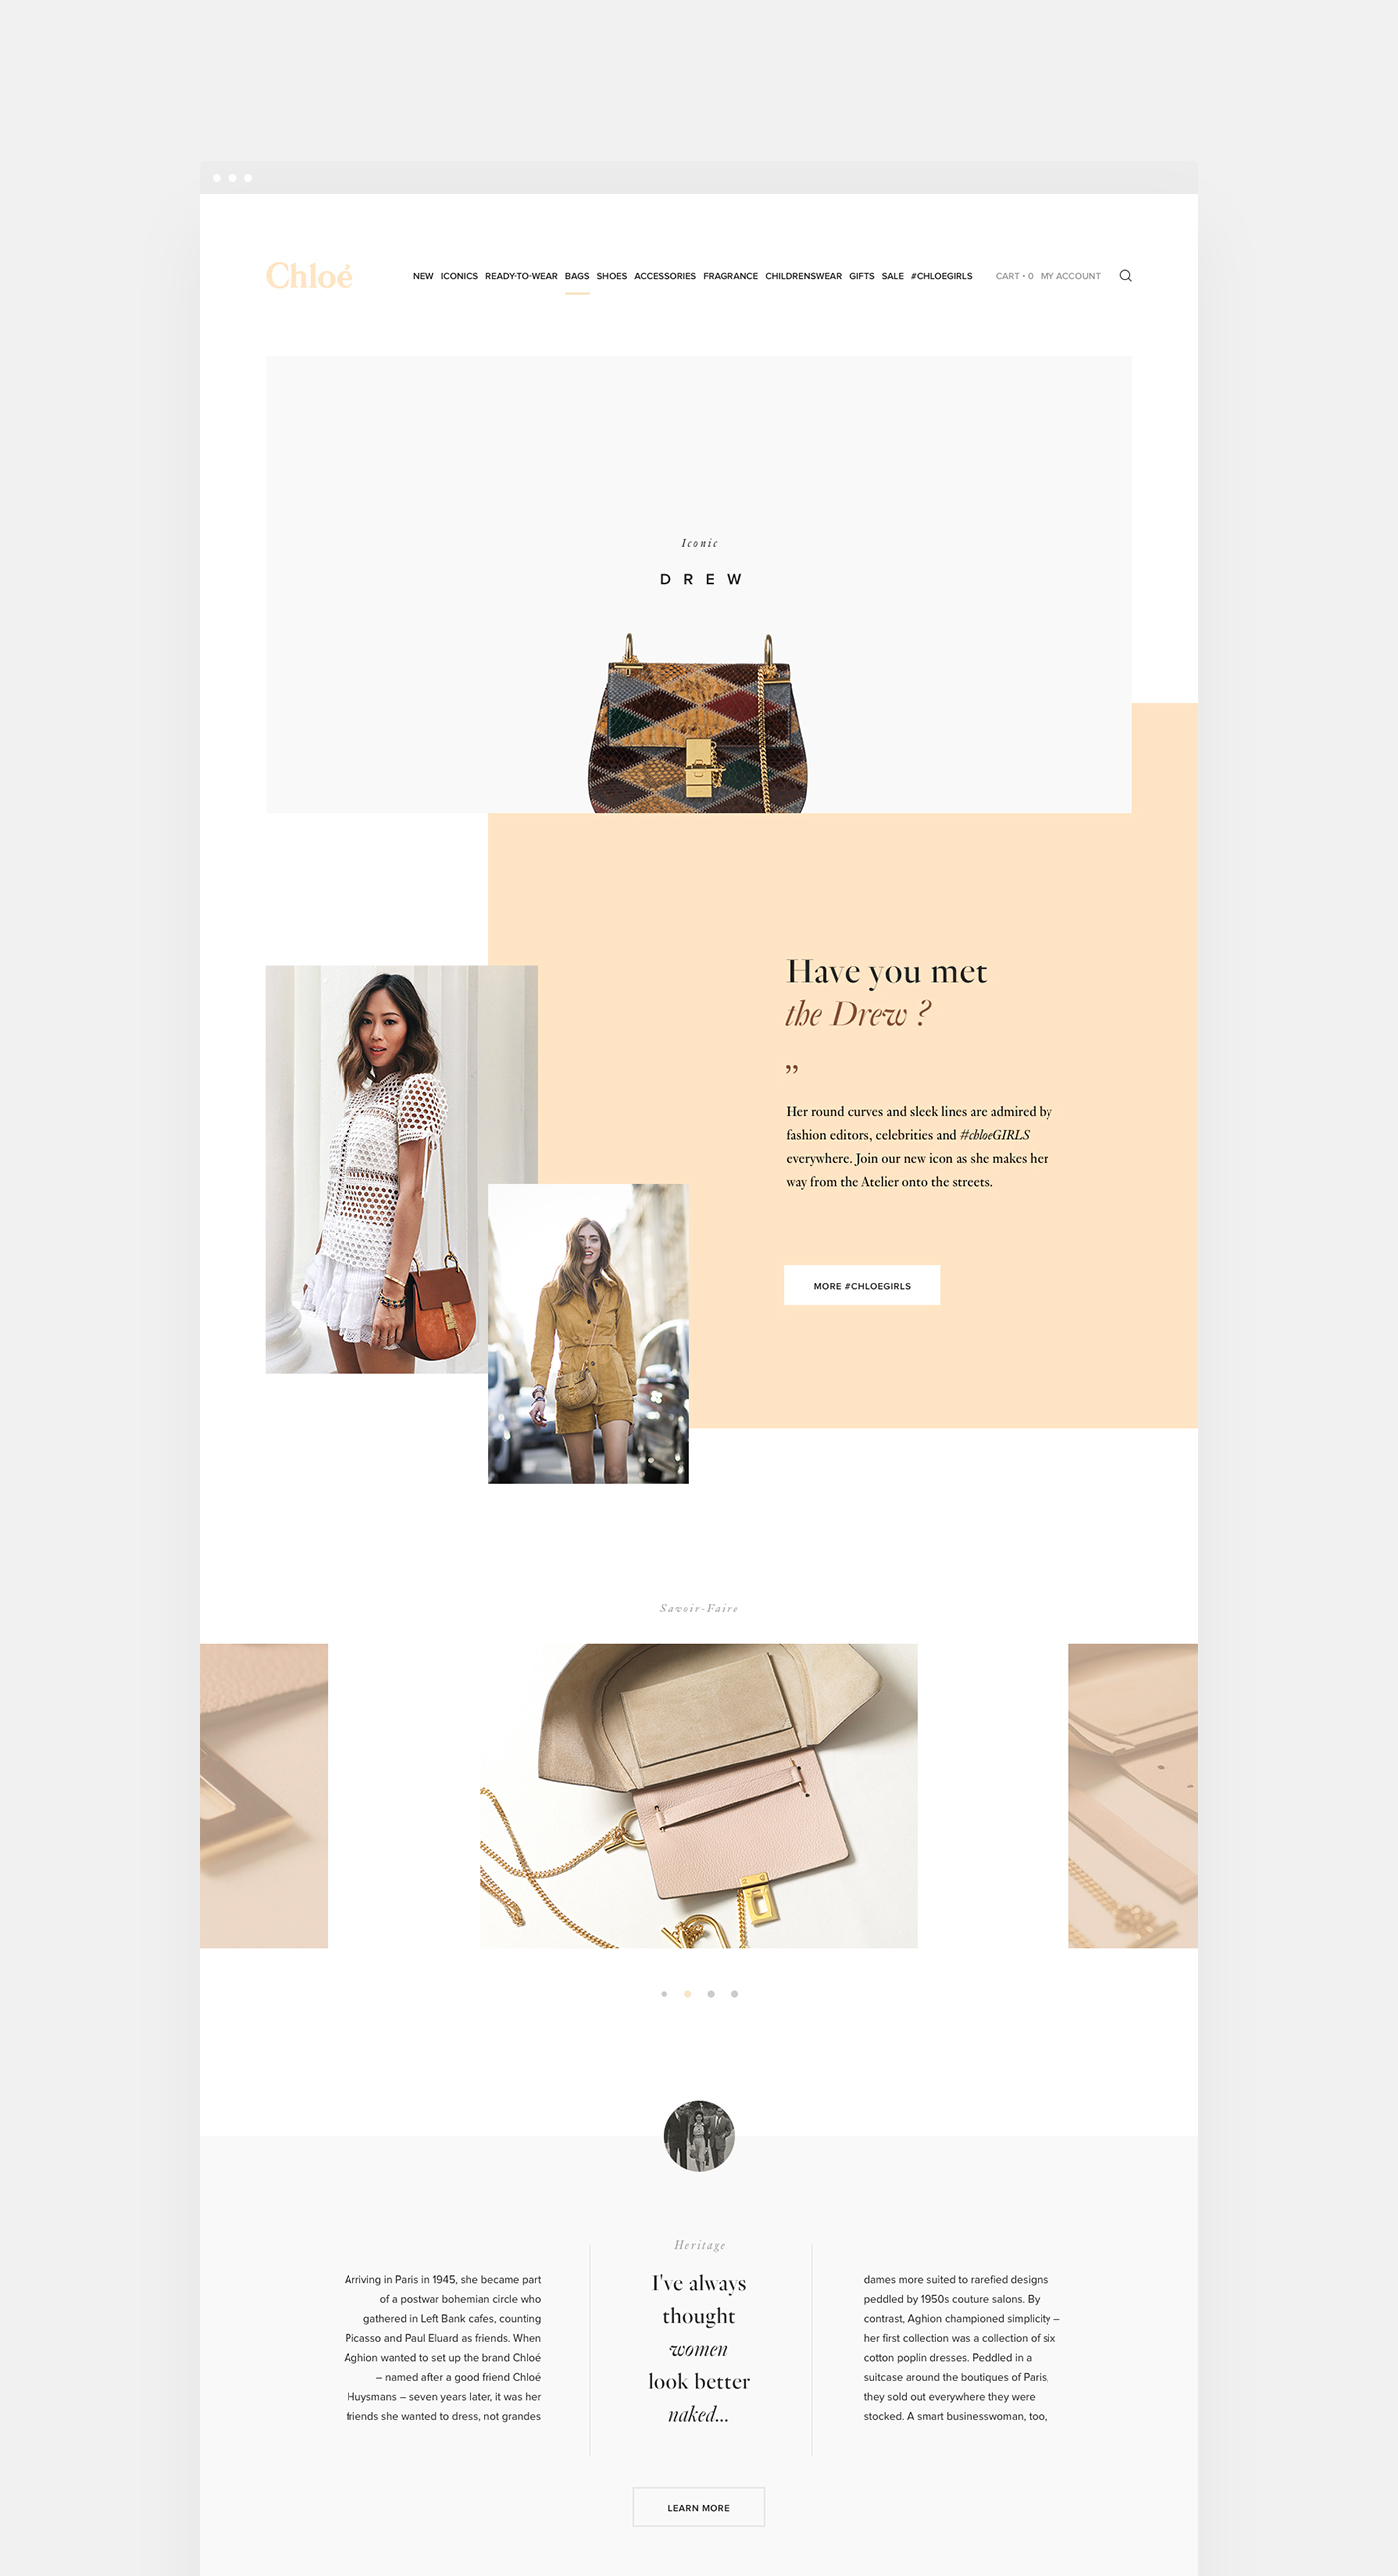 Chloé
NEW ICONICS READY-TO-WEAR BAGS SHOES ACCESSORIES FRAGRANCE CHILDRENSWEAR GIFTS SALE #CHLOEGIRLS CART • 0 MY ACCOUNT
Iconic
DREW
Have you met
the Drew ?
”
Her round curves and sleek lines are admired by
fashion editors, celebrities and #chloeGIRLS
everywhere. Join our new icon as she makes her
way from the Atelier onto the streets.
MORE #CHLOEGIRLS
Savoir-Faire
Heritage
Arriving in Paris in 1945, she became part
of a postwar bohemian circle who
gathered in Left Bank cafes, counting
Picasso and Paul Eluard as friends. When
Aghion wanted to set up the brand Chloé
– named after a good friend Chloé
Huysmans – seven years later, it was her
friends she wanted to dress, not grandes
I've always
thought
women
look better
naked...
dames more suited to rarefied designs
peddled by 1950s couture salons. By
contrast, Aghion championed simplicity –
her first collection was a collection of six
cotton poplin dresses. Peddled in a
suitcase around the boutiques of Paris,
they sold out everywhere they were
stocked. A smart businesswoman, too,
LEARN MORE